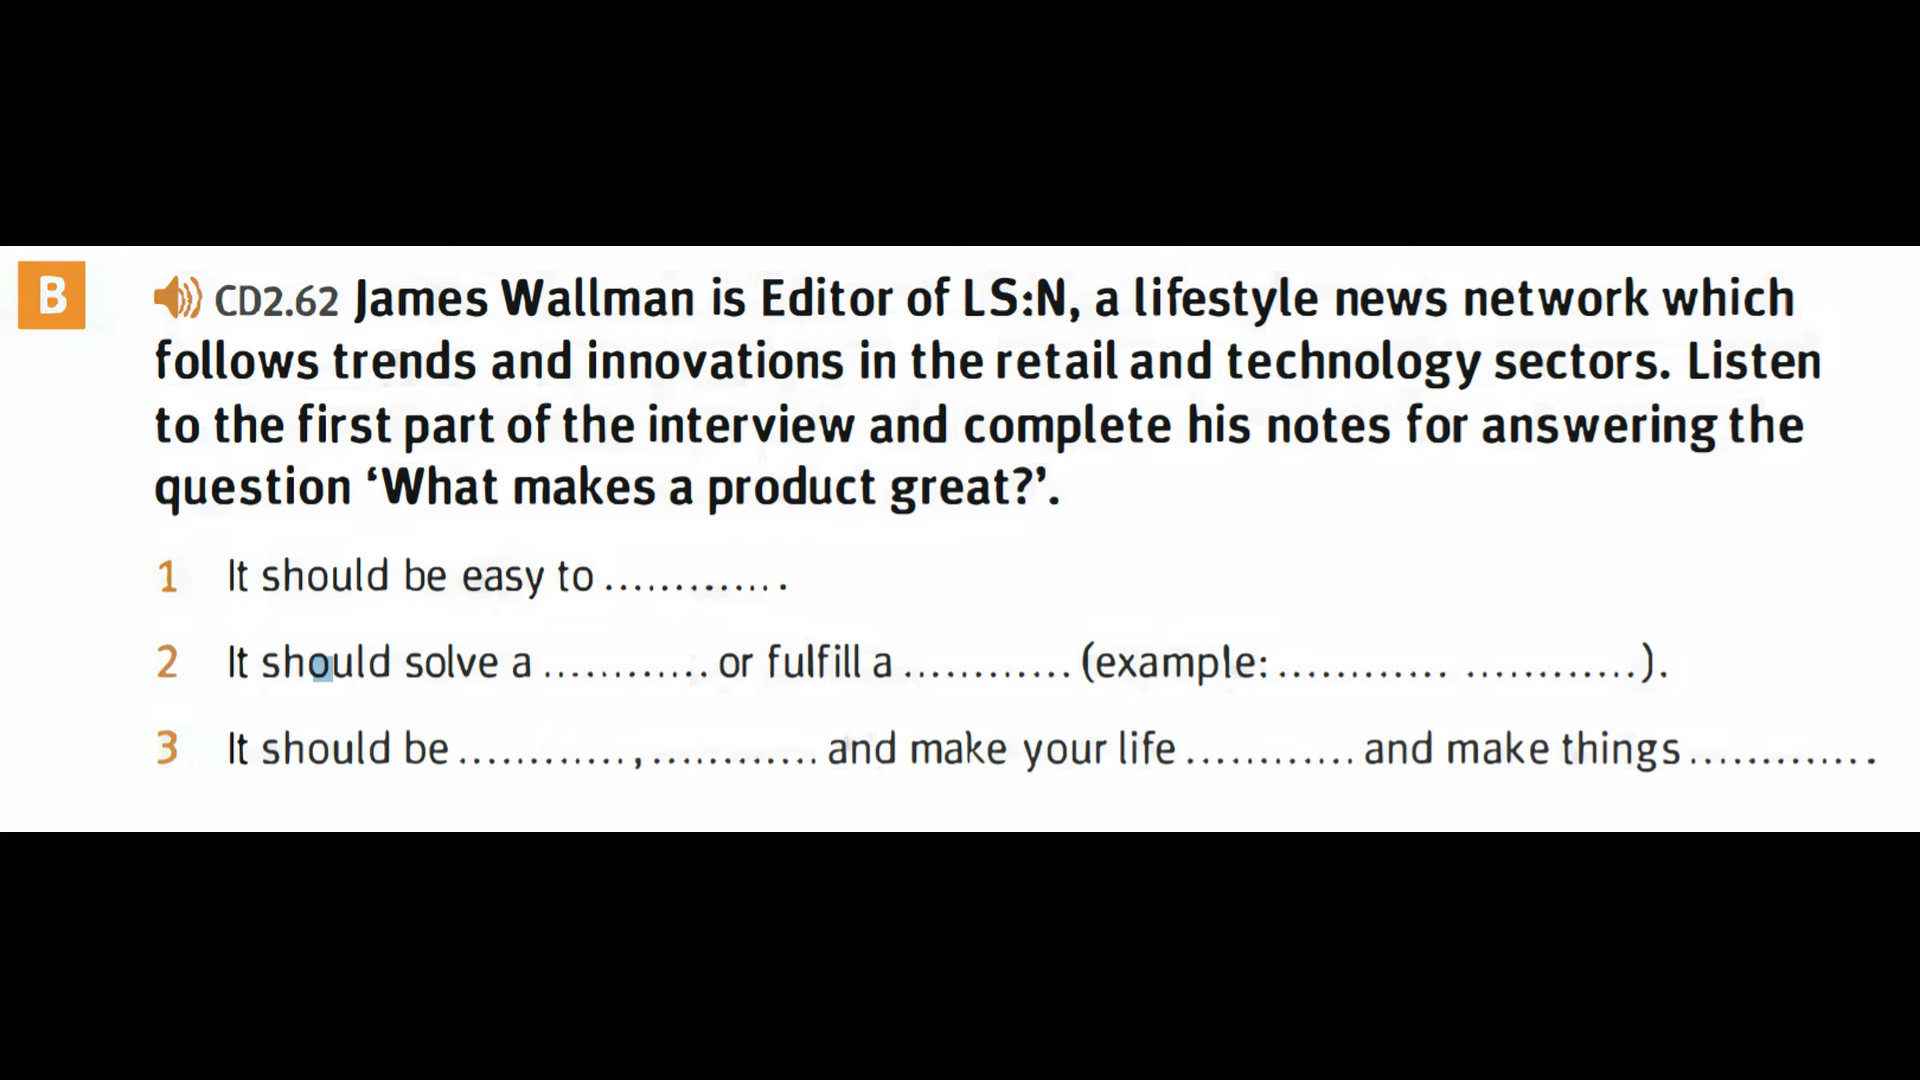 B CD2.62 James Wallman is Editor of LS:N, a lifestyle news network which
follows trends and innovations in the retail and technology sectors. Listen
to the first part of the interview and complete his notes for answering the
question ‘What makes a product great?’.
1 It should be easy to .............
2 It should solve a ............ or fulfill a ............ (example: ............ ............).
3 It should be ............, ............ and make your life ............ and make things .............